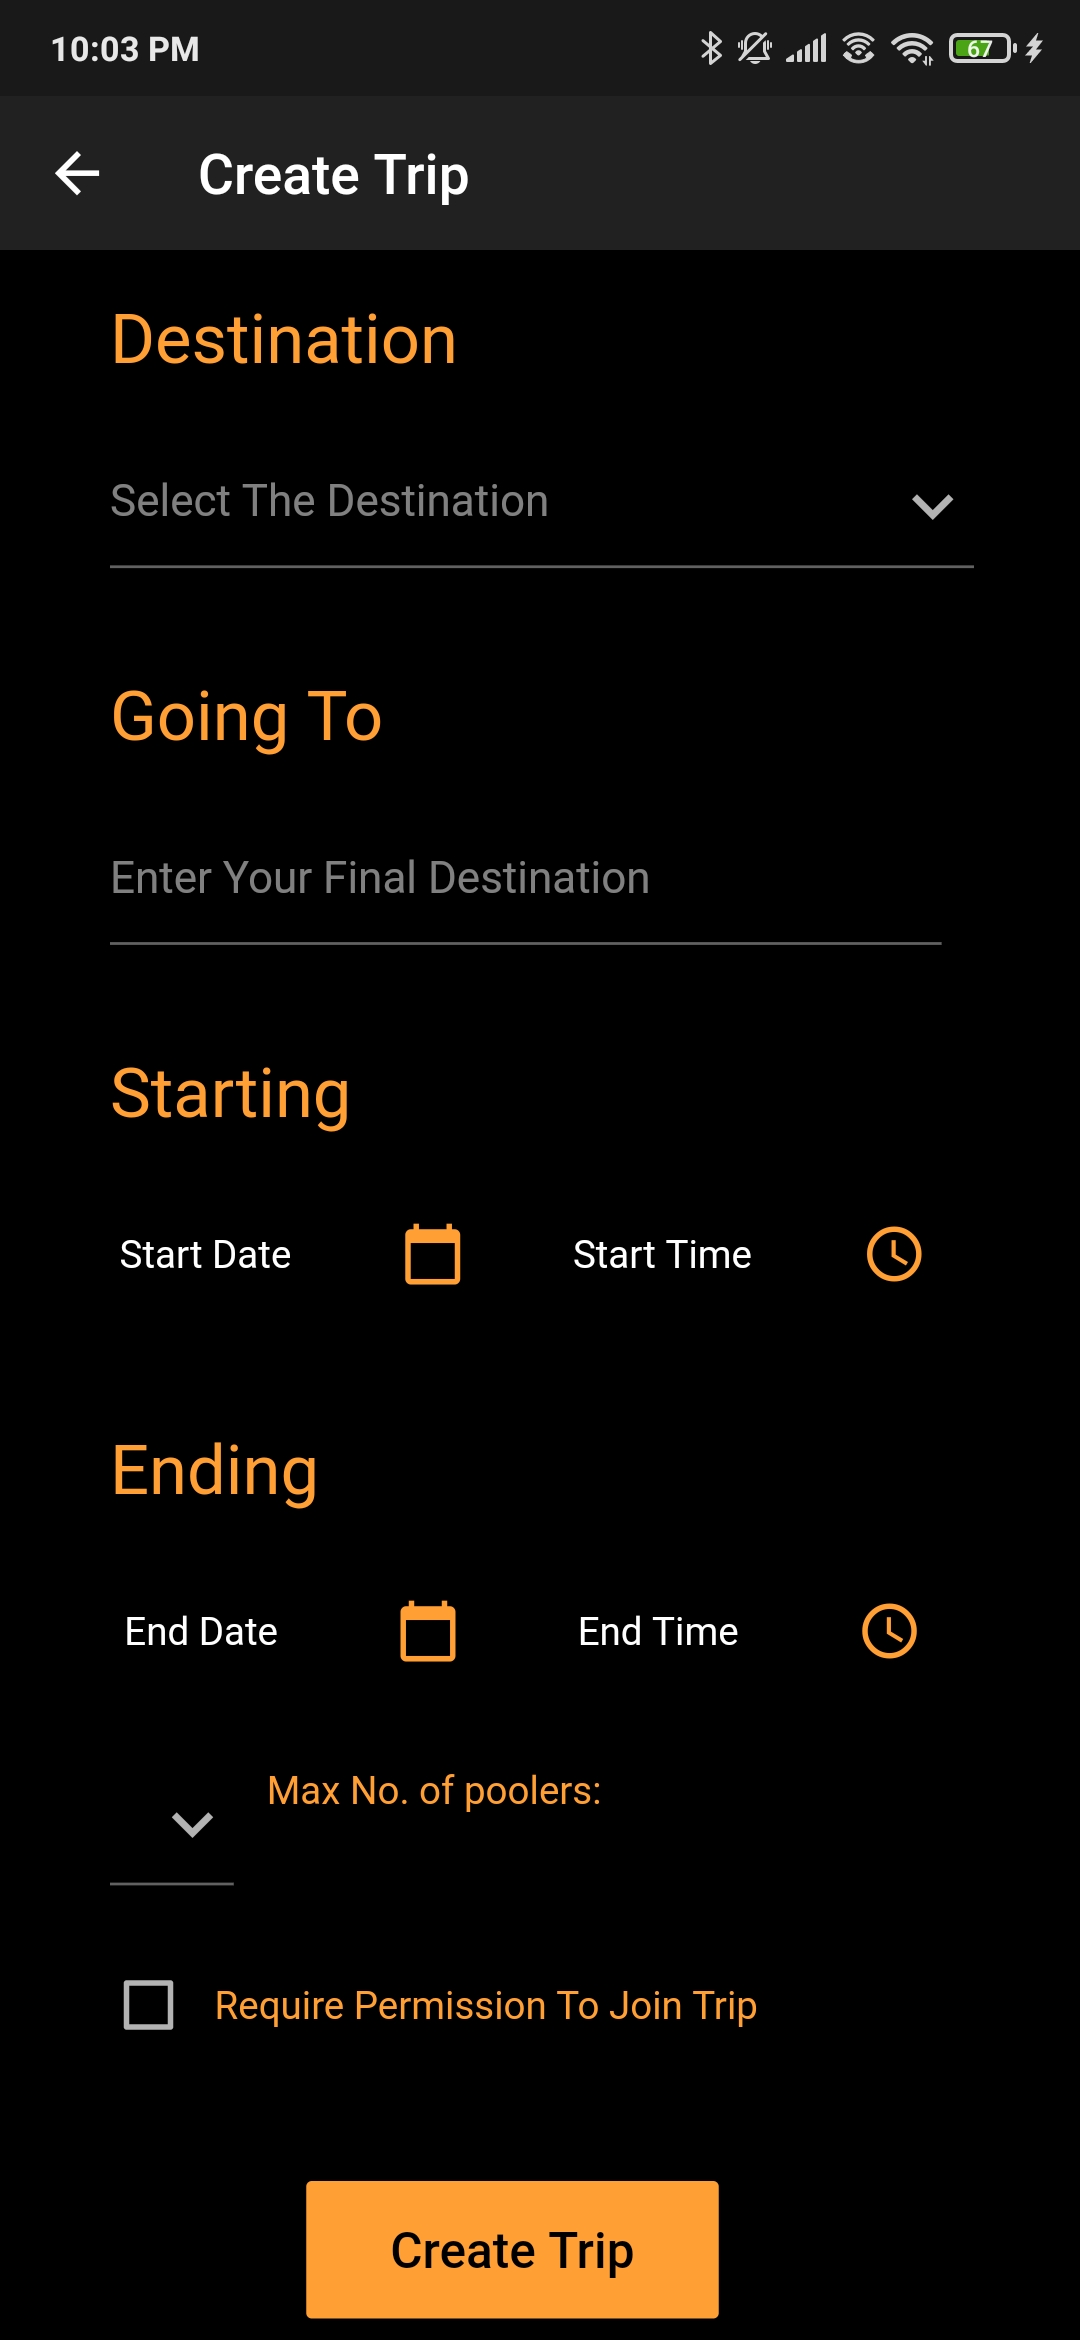 10:03 PM 67
Create Trip
Destination
Select The Destination
Going To
Enter Your Final Destination
Starting
Start Date Start Time
Ending
End Date End Time
Max No. of poolers:
Require Permission To Join Trip
Create Trip